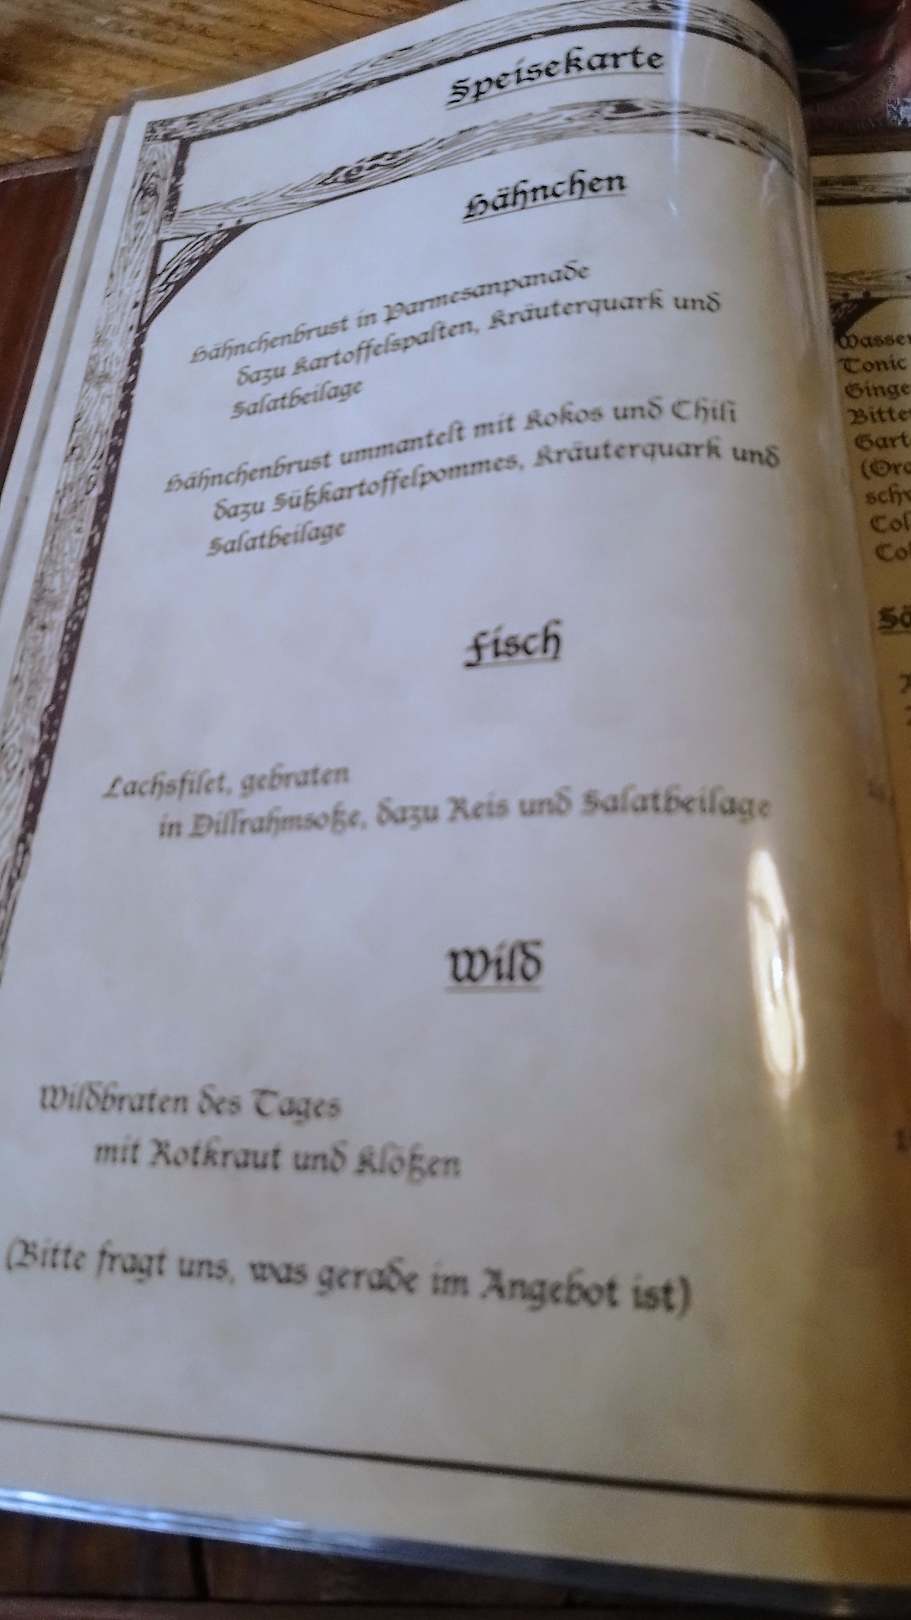 Speisekarte
Hähnchen
Hähnchenbrust in Parmesanpanade
dazu Kartoffelspalten, Kräuterquark und
Salatbeilage
Hähnchenbrust ummantelt mit Kokos und Chili
dazu Süßkartoffelpommes, Kräuterquark und
Salatbeilage
Fisch
Lachsfilet, gebraten
in Dillrahmsoße, dazu Reis und Salatbeilage
Wild
Wildbraten des Tages
mit Rotkraut und Klößen
(Bitte fragt uns, was gerade im Angebot ist)
Wasser
Tonic